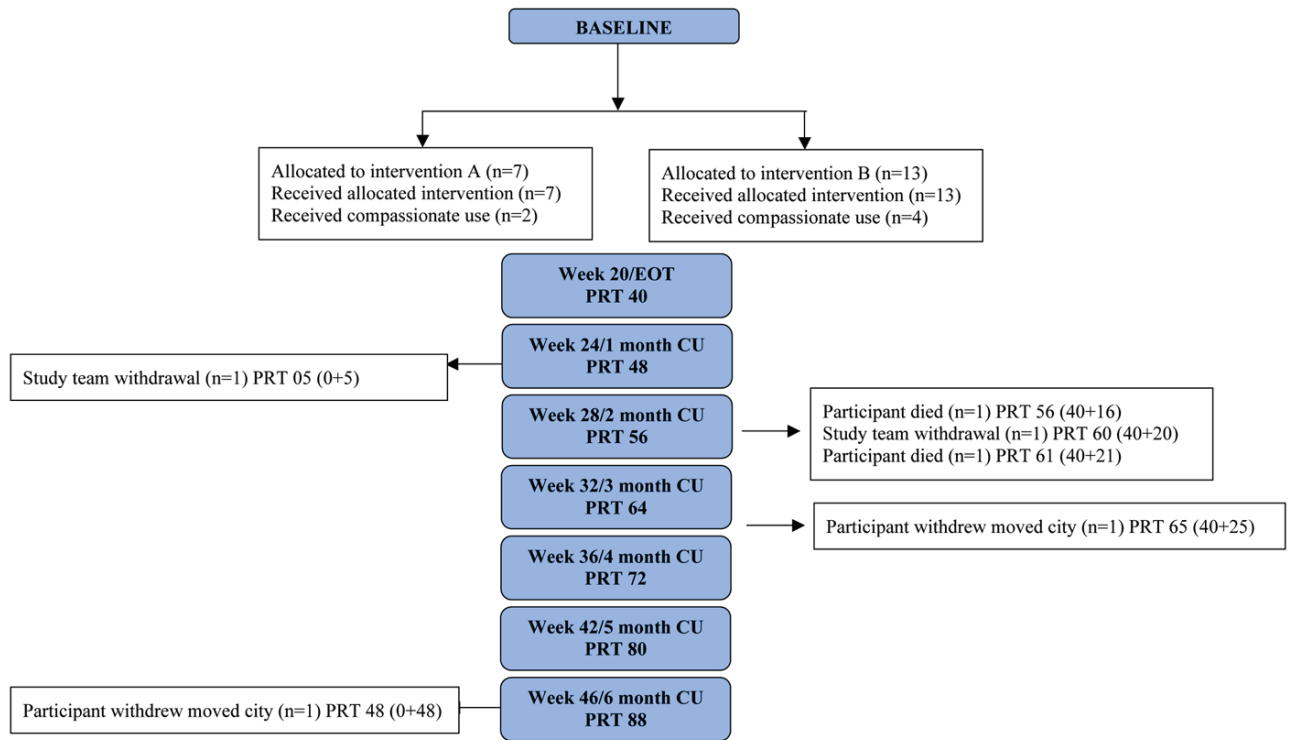 BASELINE
Allocated to intervention A (n=7)
Received allocated intervention (n=7)
Received compassionate use (n=2)
Allocated to intervention B (n=13)
Received allocated intervention (n=13)
Received compassionate use (n=4)
Week 20/EOT
PRT 40
Week 24/1 month CU
PRT 48
Study team withdrawal (n=1) PRT 05 (0+5)
Week 28/2 month CU
PRT 56
Participant died (n=1) PRT 56 (40+16)
Study team withdrawal (n=1) PRT 60 (40+20)
Participant died (n=1) PRT 61 (40+21)
Week 32/3 month CU
PRT 64
Participant withdrew moved city (n=1) PRT 65 (40+25)
Week 36/4 month CU
PRT 72
Week 42/5 month CU
PRT 80
Week 46/6 month CU
PRT 88
Participant withdrew moved city (n=1) PRT 48 (0+48)